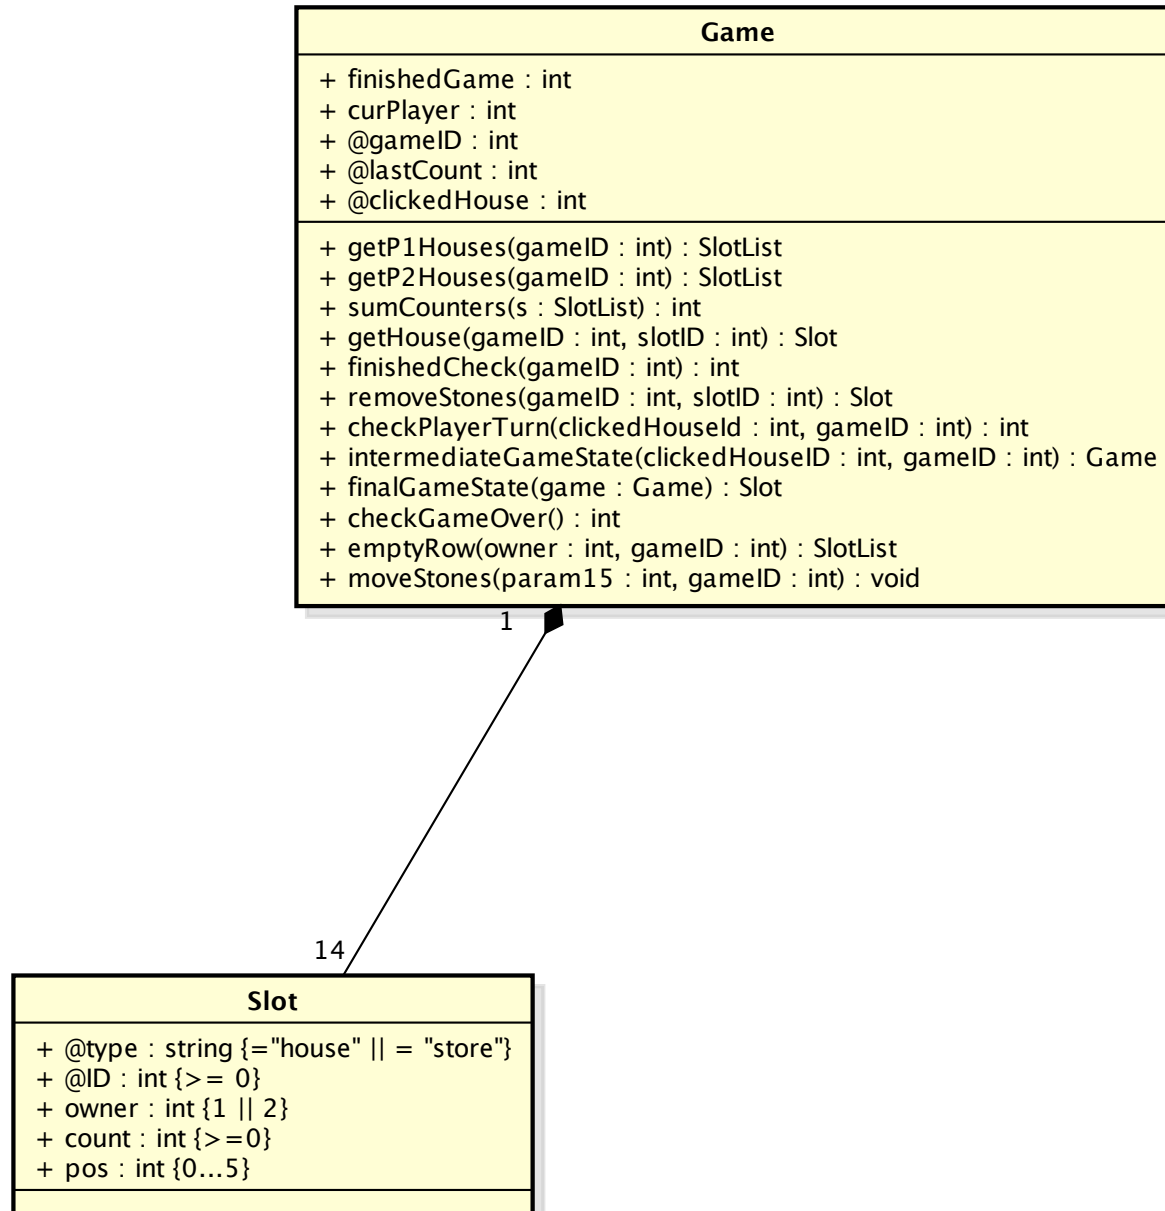 Game
+ finishedGame : int
+ curPlayer : int
+ @gameID : int
+ @lastCount : int
+ @clickedHouse : int
+ getP1Houses(gameID : int) : SlotList
+ getP2Houses(gameID : int) : SlotList
+ sumCounters(s : SlotList) : int
+ getHouse(gameID : int, slotID : int) : Slot
+ finishedCheck(gameID : int) : int
+ removeStones(gameID : int, slotID : int) : Slot
+ checkPlayerTurn(clickedHouseId : int, gameID : int) : int
+ intermediateGameState(clickedHouseID : int, gameID : int) : Game
+ finalGameState(game : Game) : Slot
+ checkGameOver() : int
+ emptyRow(owner : int, gameID : int) : SlotList
+ moveStones(param15 : int, gameID : int) : void
1
14
Slot
+ @type : string {="house" || = "store"}
+ @ID : int {>= 0}
+ owner : int {1 || 2}
+ count : int {>=0}
+ pos : int {0...5}